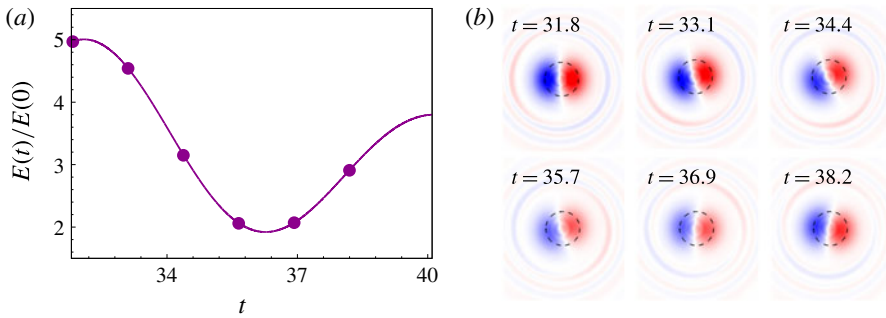 (a)
5
4
3
2
E(t)/E(0)
34
37
40
t
(b)
t = 31.8
t = 33.1
t = 34.4
t = 35.7
t = 36.9
t = 38.2